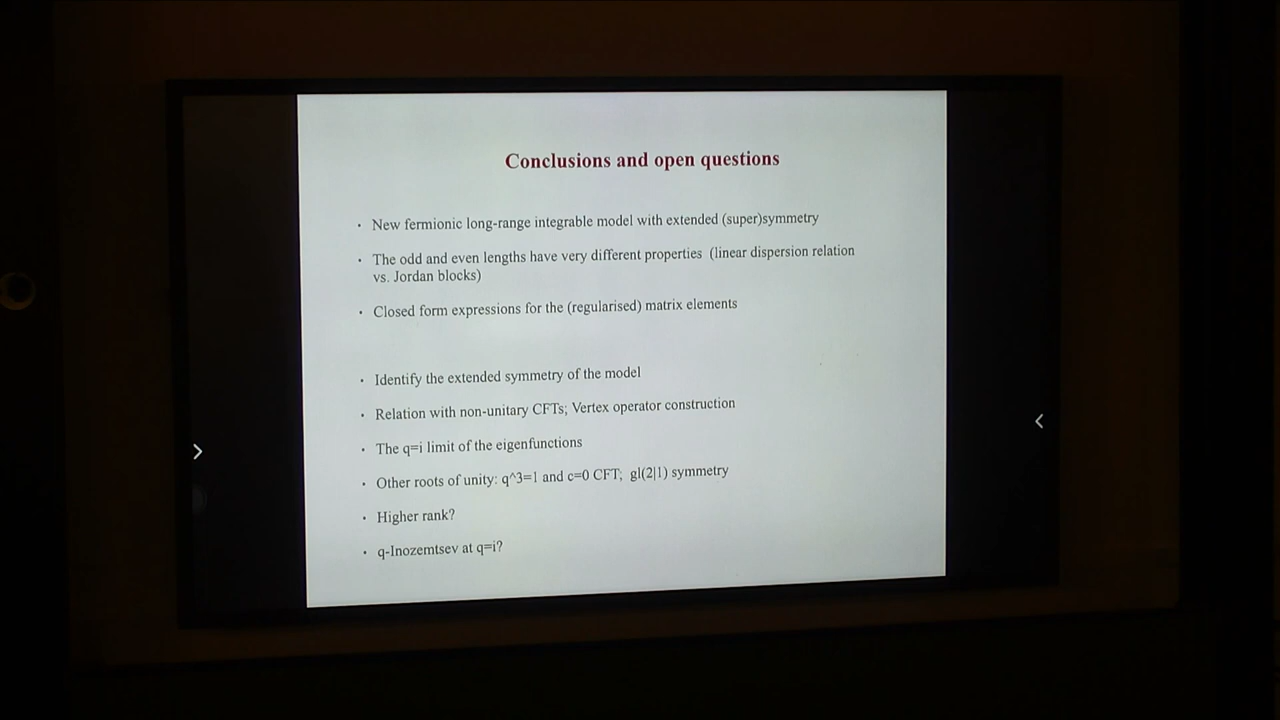 Conclusions and open questions
· New fermionic long-range integrable model with extended (super)symmetry
· The odd and even lengths have very different properties (linear dispersion relation
vs. Jordan blocks)
· Closed form expressions for the (regularised) matrix elements
· Identify the extended symmetry of the model
· Relation with non-unitary CFTs; Vertex operator construction
· The q=i limit of the eigenfunctions
· Other roots of unity: q^3=1 and c=0 CFT; gl(2|1) symmetry
· Higher rank?
· q-Inozemtsev at q=i?